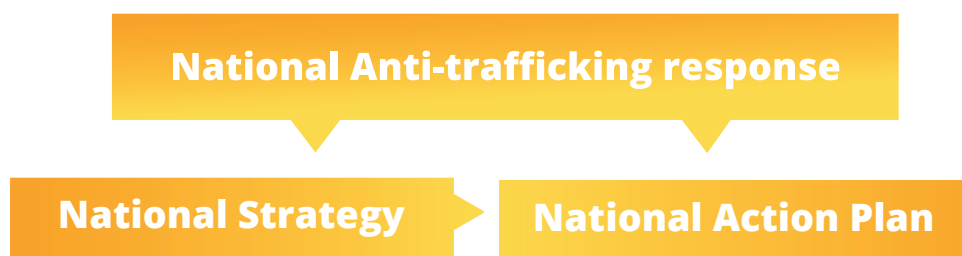 National Anti-trafficking response
National Strategy
National Action Plan